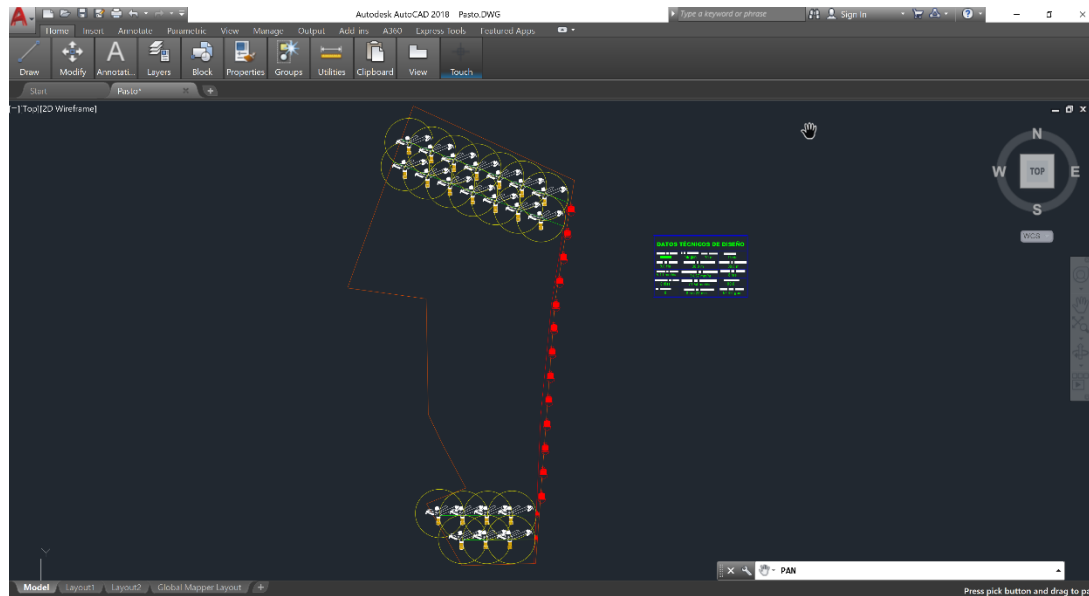 Autodesk AutoCAD 2018 Pasto.DWG
Type a keyword or phrase
Sign In
Home Insert Annotate Parametric View Manage Output Add-ins A360 Express Tools Featured Apps
Draw Modify Annotati... Layers Block Properties Groups Utilities Clipboard View Touch
Start Pasto*
[−][Top][2D Wireframe]
N
W TOP E
S
WCS
DATOS TÉCNICOS DE DISEÑO
PAN
Model Layout1 Layout2 Global Mapper Layout
Press pick button and drag to pa